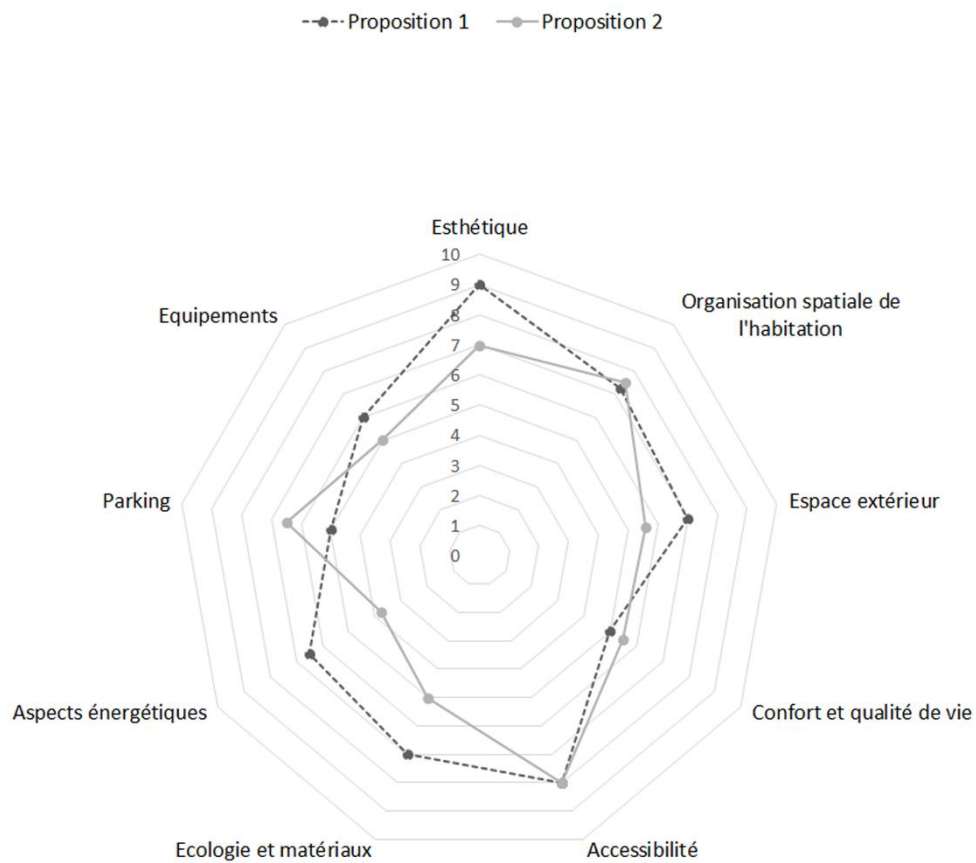 Proposition 1 Proposition 2
Esthétique
10
9
8
7
6
5
4
3
2
1
0
Organisation spatiale de
l'habitation
Espace extérieur
Confort et qualité de vie
Accessibilité
Ecologie et matériaux
Aspects énergétiques
Parking
Equipements